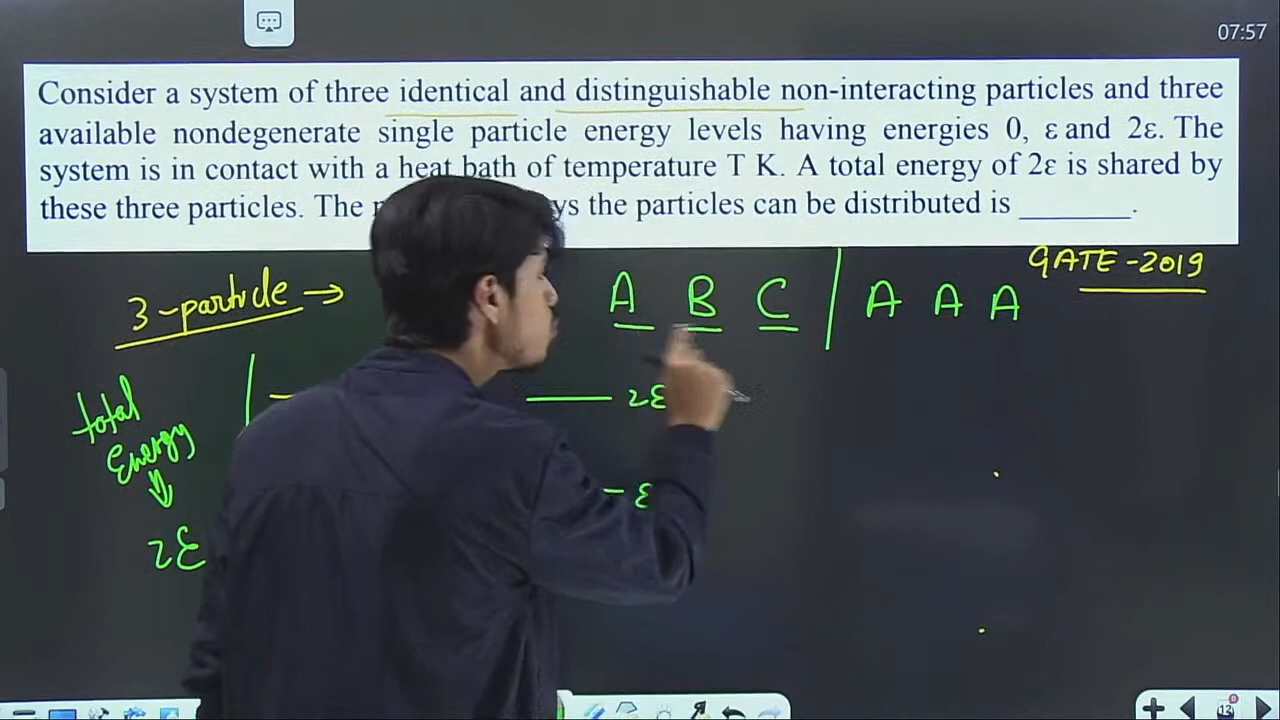 07:57
Consider a system of three identical and distinguishable non-interacting particles and three
available nondegenerate single particle energy levels having energies 0, ε and 2ε. The
system is in contact with a heat bath of temperature T K. A total energy of 2ε is shared by
these three particles. The ys the particles can be distributed is ________.
GATE-2019
3-particle → A B C | A A A
2ε
total
Energy
⇓
2ε
ε
12